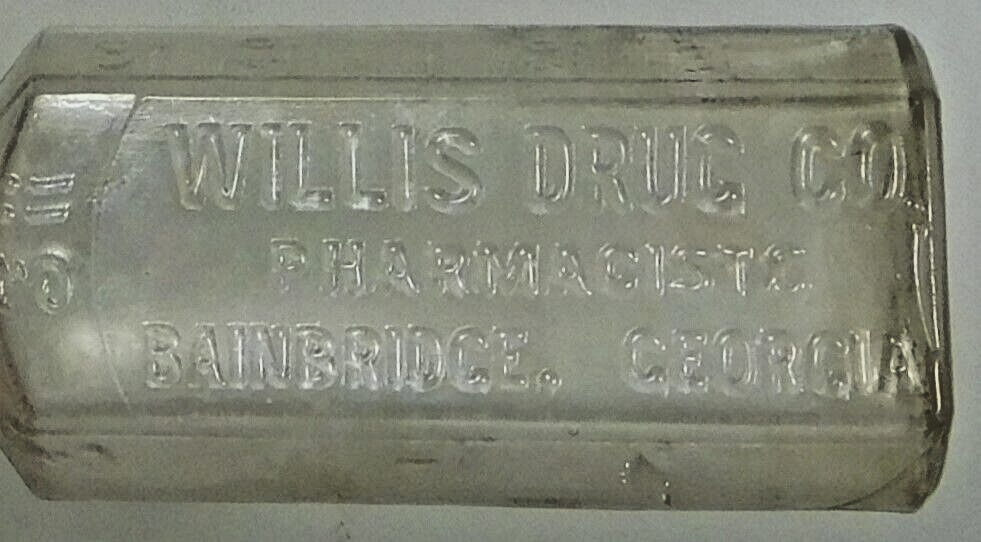 WILLIS DRUG CO.
PHARMACISTS
BAINBRIDGE, GEORGIA